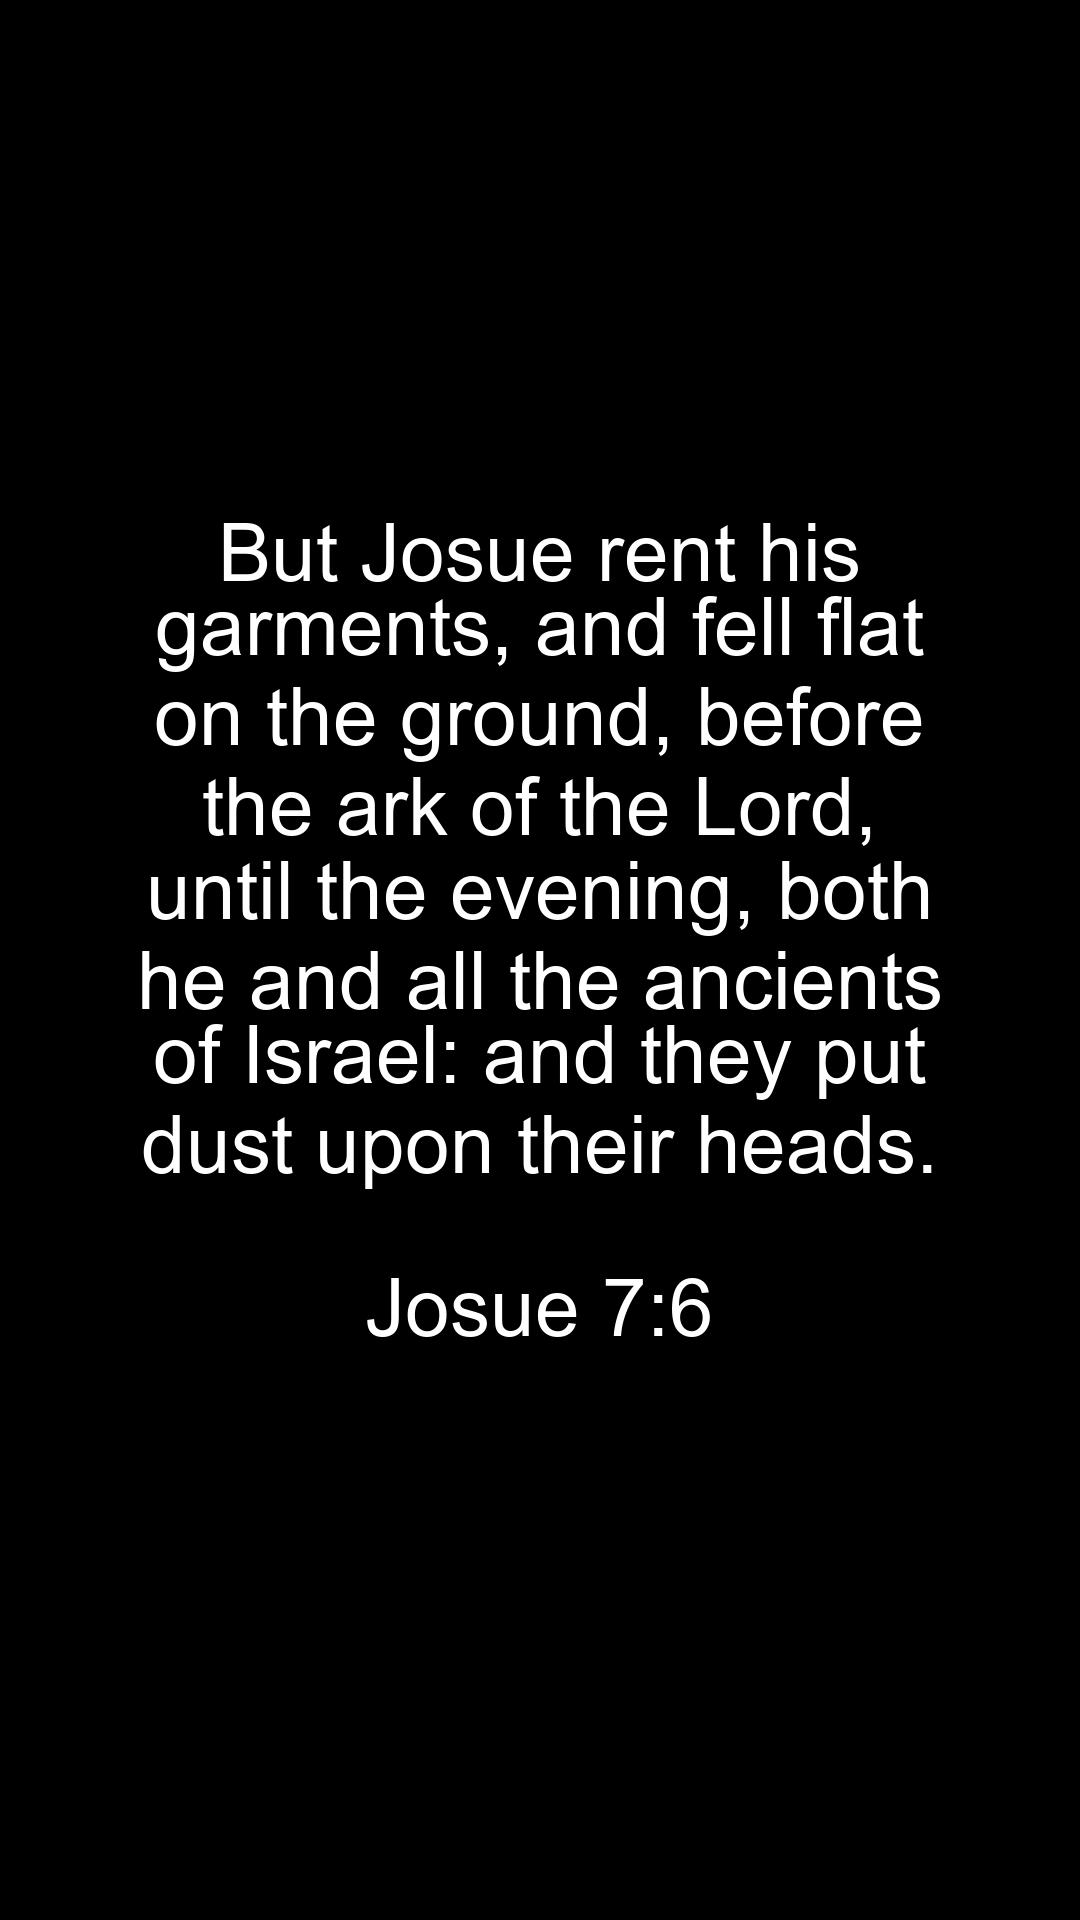 But Josue rent his
garments, and fell flat
on the ground, before
the ark of the Lord,
until the evening, both
he and all the ancients
of Israel: and they put
dust upon their heads.
Josue 7:6